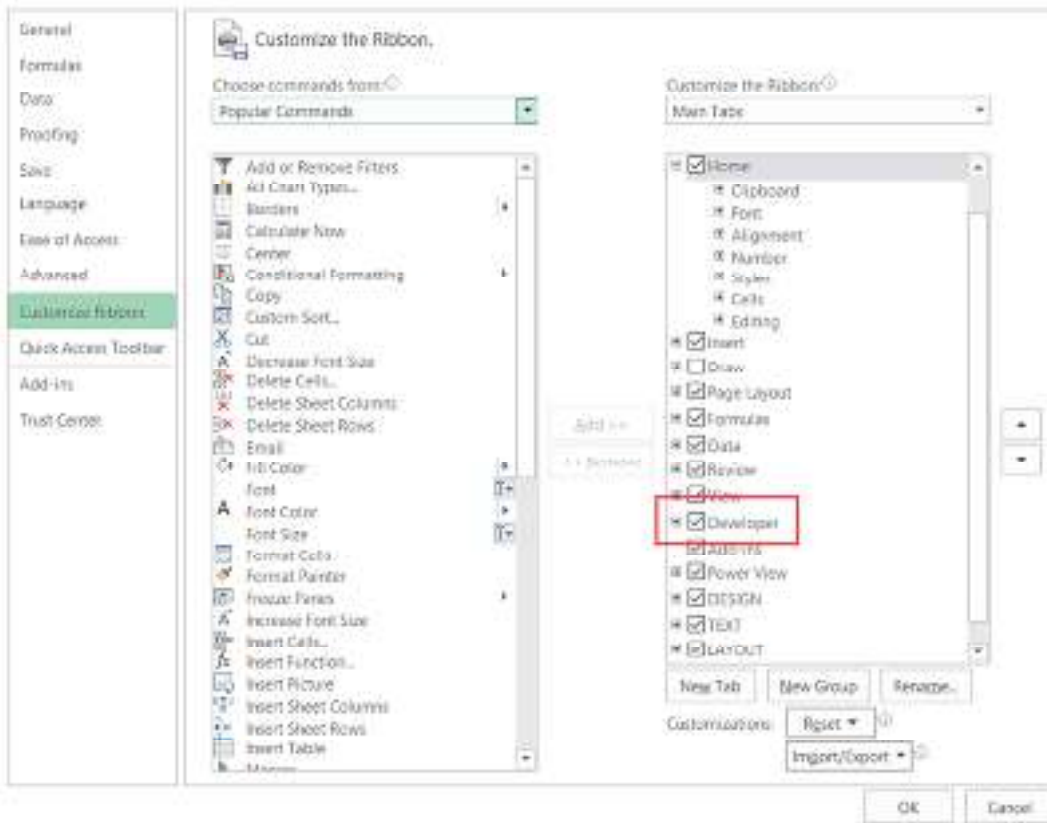 General
Formulas
Data
Proofing
Save
Language
Ease of Access
Advanced
Customize Ribbon
Quick Access Toolbar
Add-ins
Trust Center
Customize the Ribbon.
Choose commands from:
Popular Commands
Add or Remove Filters
All Chart Types...
Borders
Calculate Now
Center
Conditional Formatting
Copy
Custom Sort...
Cut
Decrease Font Size
Delete Cells...
Delete Sheet Columns
Delete Sheet Rows
Email
Fill Color
Font
Font Color
Font Size
Format Cells
Format Painter
Freeze Panes
Increase Font Size
Insert Cells...
Insert Function...
Insert Picture
Insert Sheet Columns
Insert Sheet Rows
Insert Table
Macros
Add >>
<< Remove
Customize the Ribbon:
Main Tabs
Home
Clipboard
Font
Alignment
Number
Styles
Cells
Editing
Insert
Draw
Page Layout
Formulas
Data
Review
View
Developer
Add-ins
Power View
DESIGN
TEXT
LAYOUT
New Tab New Group Rename...
Customizations: Reset
Import/Export
OK Cancel